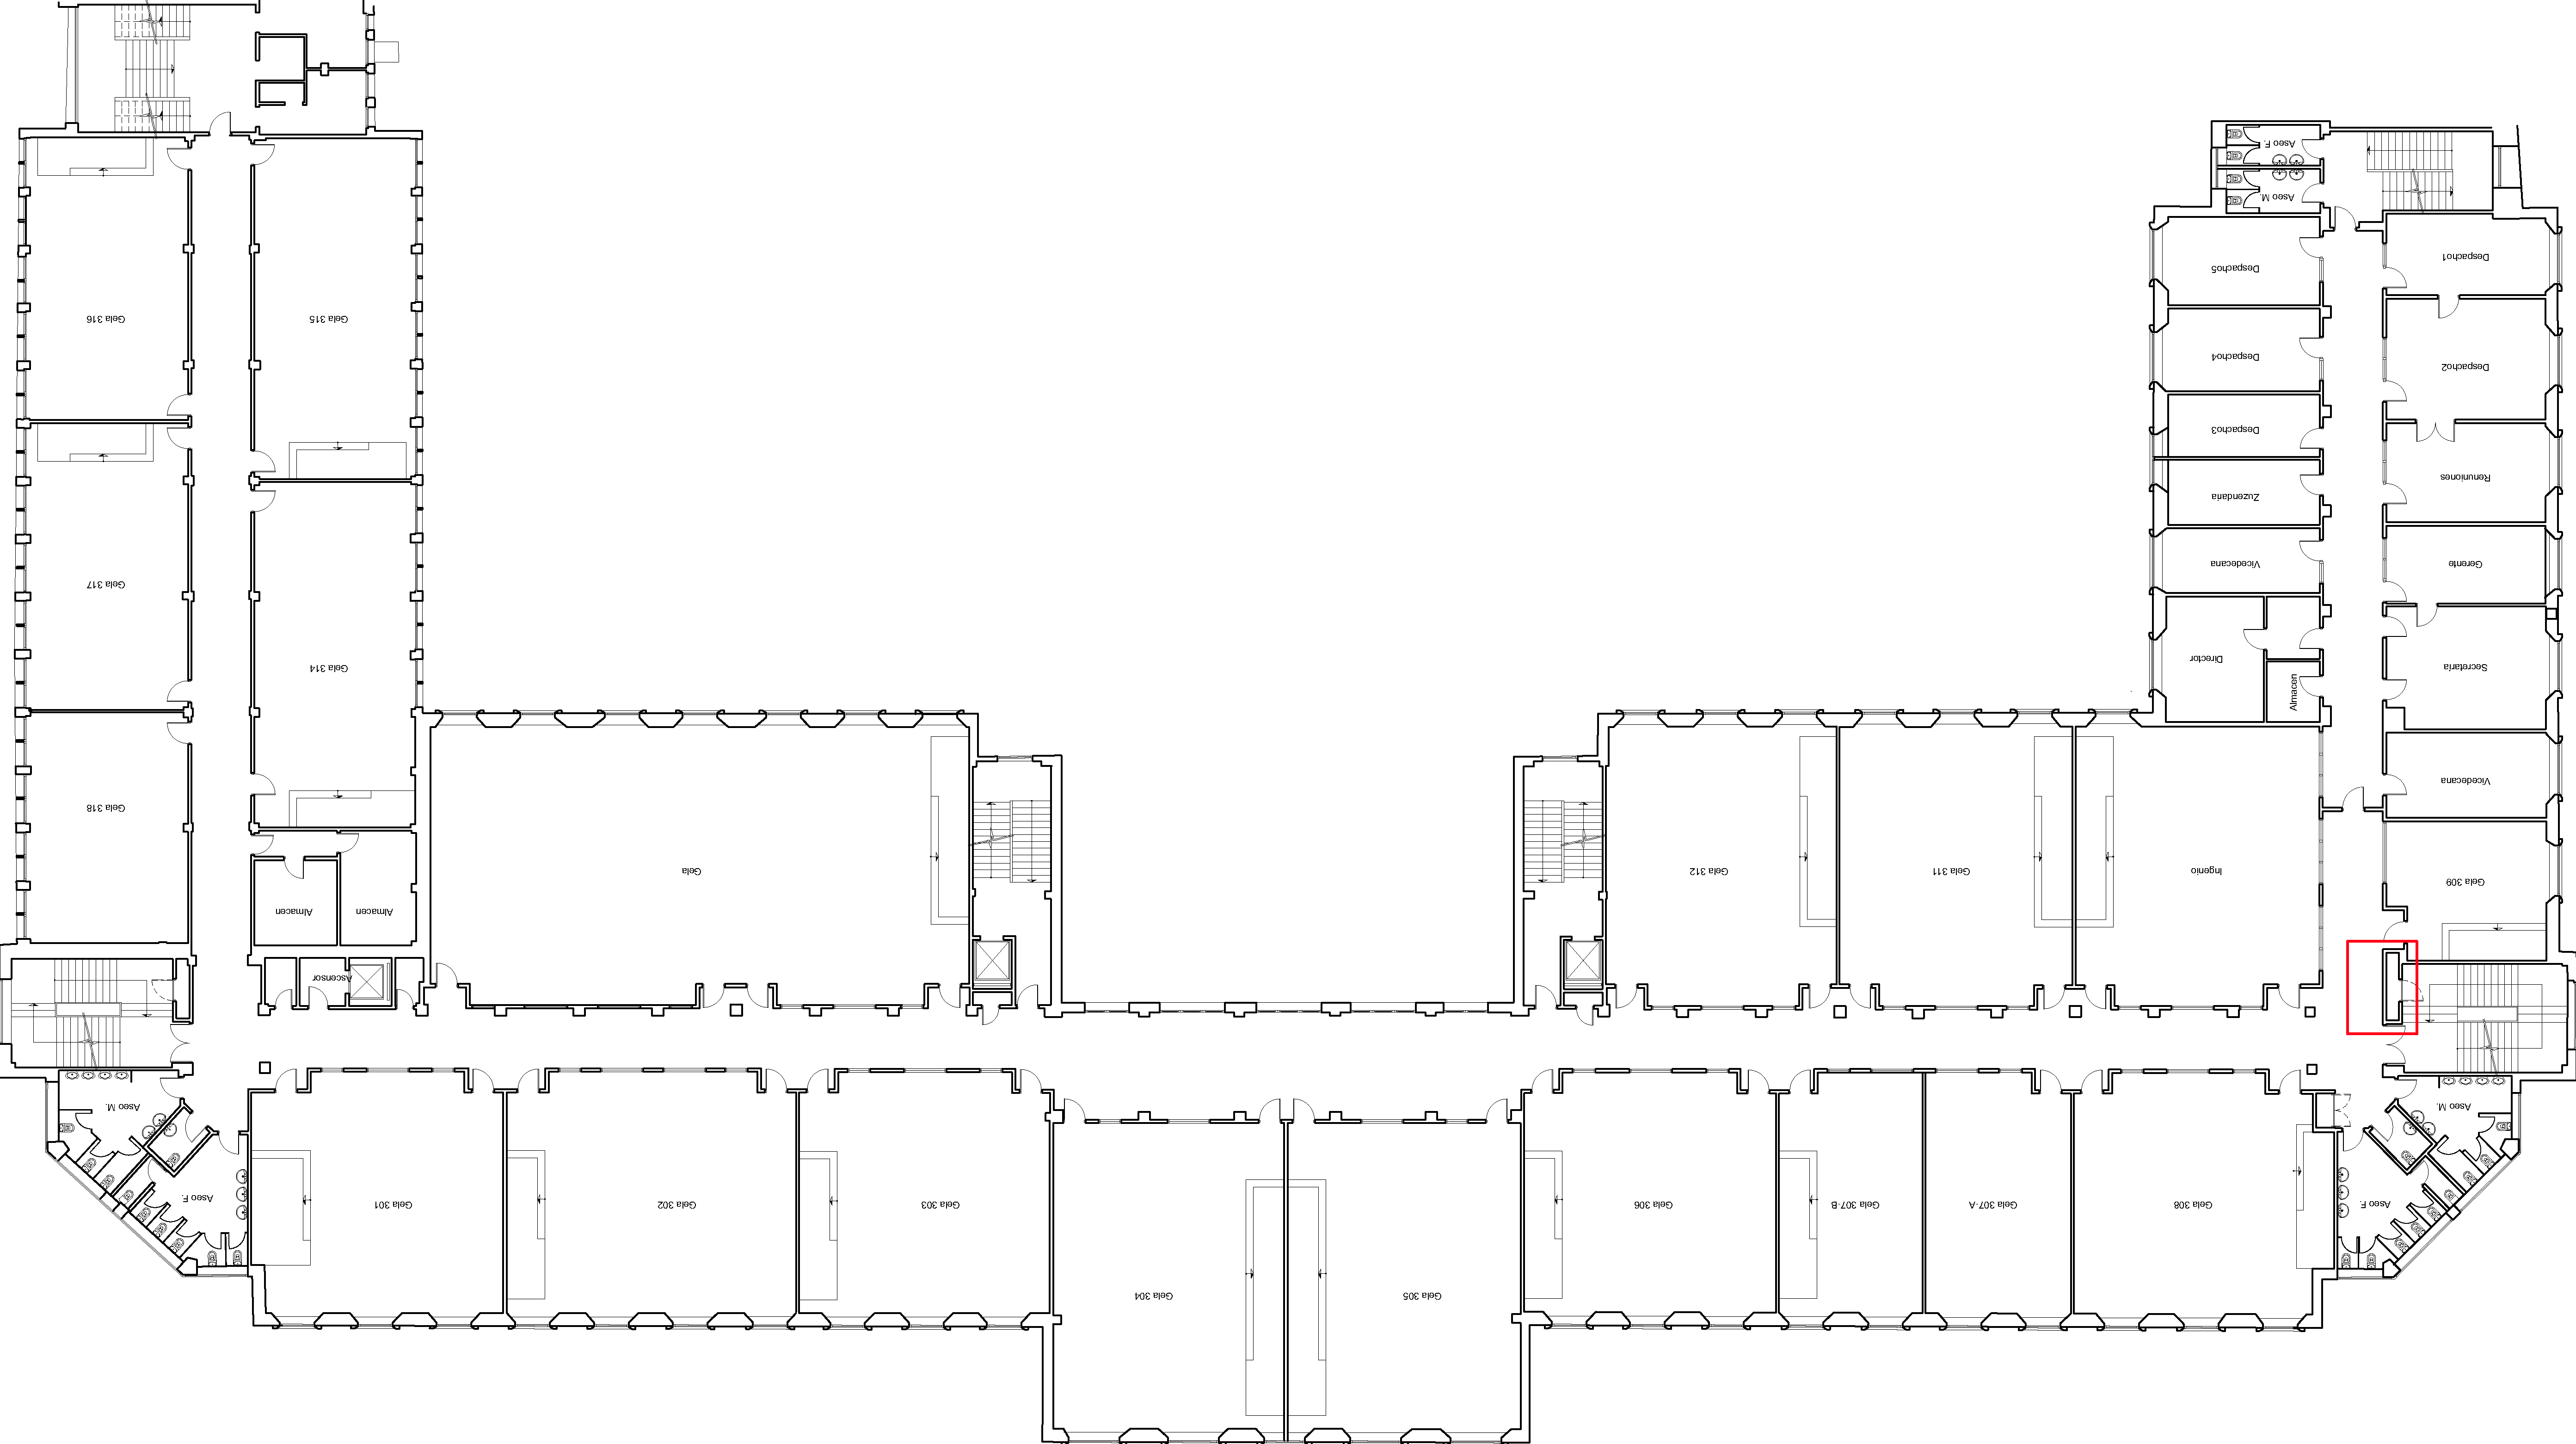 Aseo F.
Aseo M.
Despacho5
Despacho1
Gela 316
Gela 315
Despacho4
Despacho2
Despacho3
Renuniones
Zuzendaria
Gela 317
Vicedecana
Gerente
Gela 314
Director
Secretaria
Almacen
Gela 318
Vicedecana
Gela
Gela 312
Gela 311
Ingenio
Gela 309
Almacen
Almacen
Ascensor
Aseo M.
Aseo M.
Aseo F.
Gela 301
Gela 302
Gela 303
Gela 306
Gela 307-B
Gela 307-A
Gela 308
Aseo F.
Gela 304
Gela 305